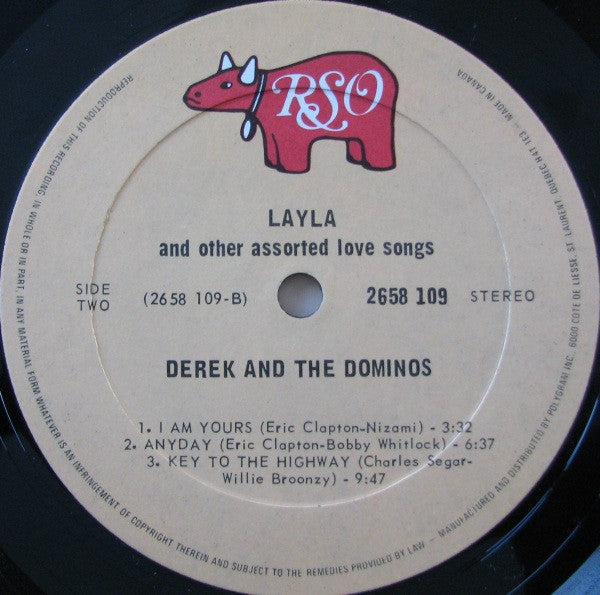 RSO
LAYLA
and other assorted love songs
SIDE TWO
(2658 109-B)
2658 109
STEREO
DEREK AND THE DOMINOS
1. I AM YOURS (Eric Clapton-Nizami) - 3:32
2. ANYDAY (Eric Clapton-Bobby Whitlock) - 6:37
3. KEY TO THE HIGHWAY (Charles Segar-
Willie Broonzy) - 9:47
REPRODUCTION OF THIS RECORDING IN WHOLE OR IN PART, IN ANY MATERIAL FORM WHATEVER IS AN INFRINGEMENT OF COPYRIGHT THEREIN AND SUBJECT TO THE REMEDIES PROVIDED BY LAW – MANUFACTURED AND DISTRIBUTED BY POLYGRAM INC., 6000 COTE DE LIESSE, ST. LAURENT, QUEBEC H4T 1E3 – MADE IN CANADA